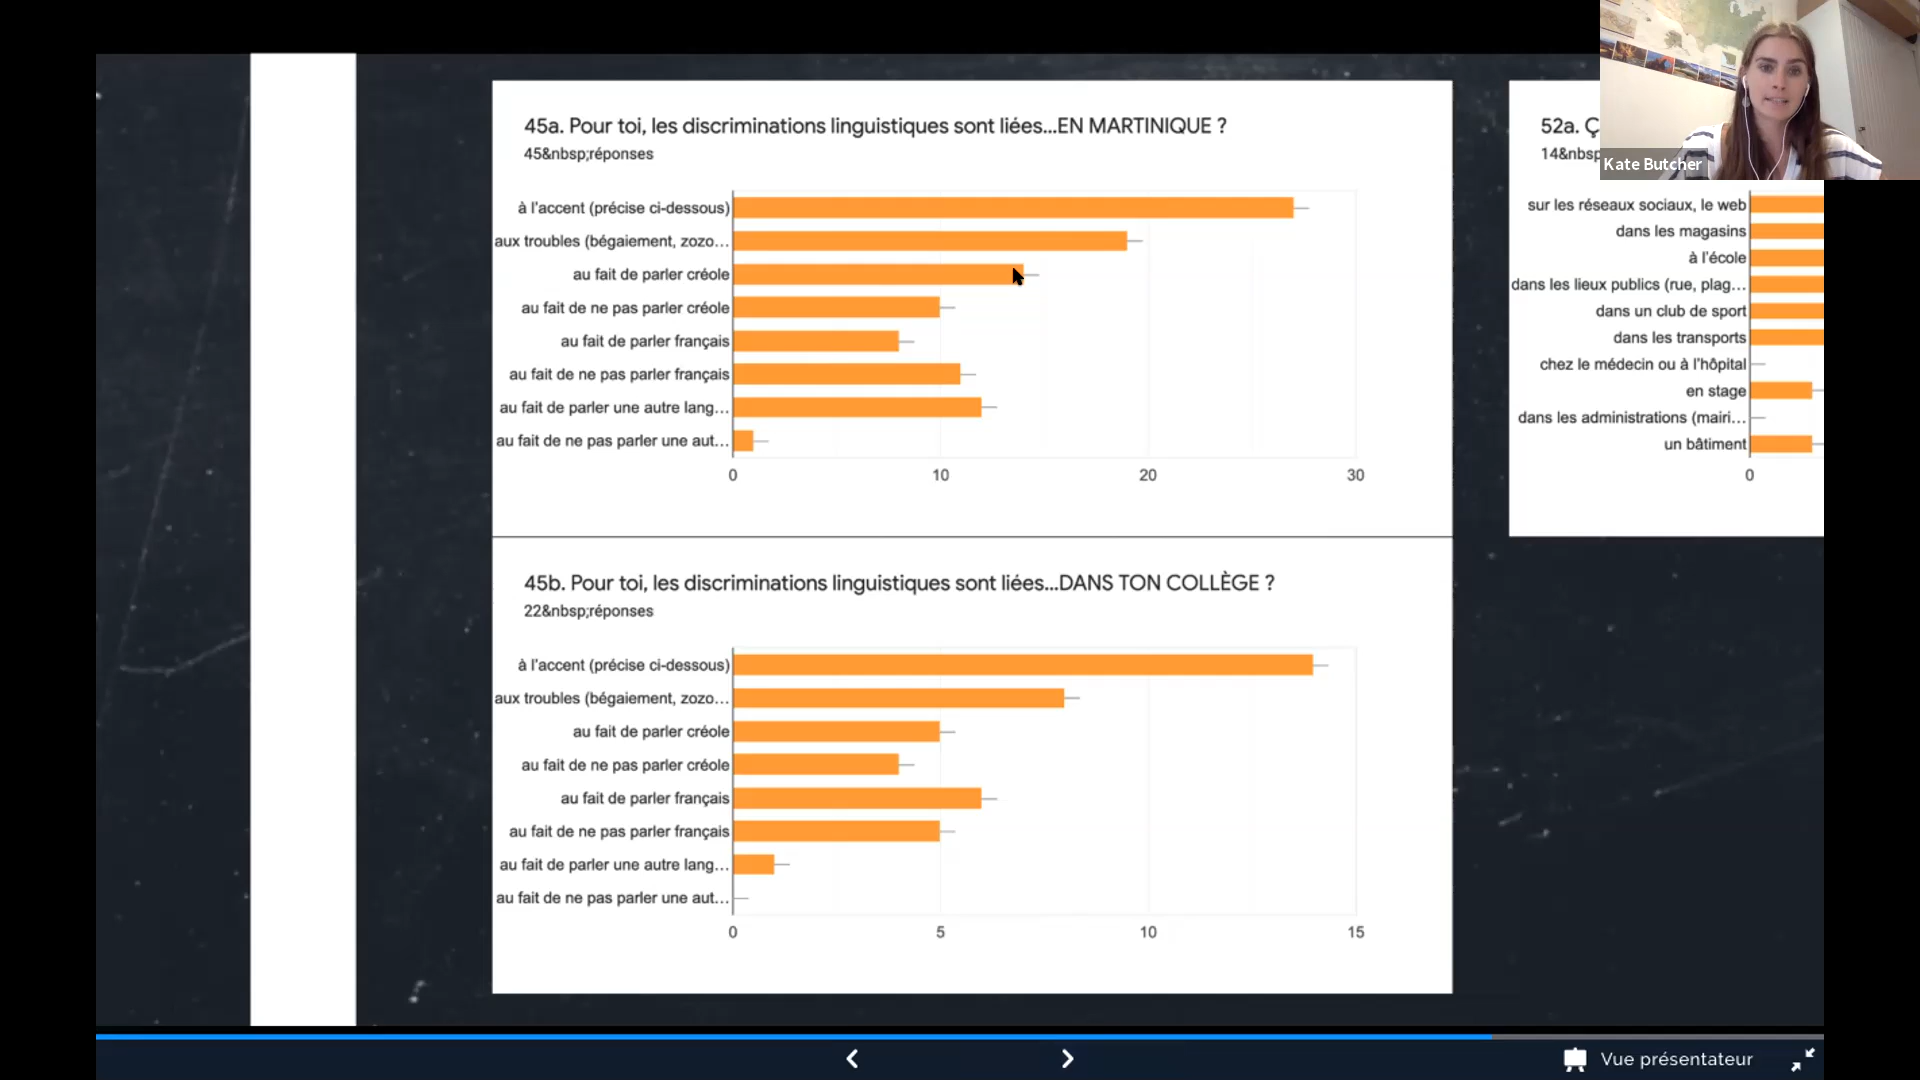 45a. Pour toi, les discriminations linguistiques sont liées...EN MARTINIQUE ?
45&nbsp;réponses
à l'accent (précise ci-dessous)
aux troubles (bégaiement, zozo...
au fait de parler créole
au fait de ne pas parler créole
au fait de parler français
au fait de ne pas parler français
au fait de parler une autre lang...
au fait de ne pas parler une aut...
0 10 20 30
45b. Pour toi, les discriminations linguistiques sont liées...DANS TON COLLÈGE ?
22&nbsp;réponses
à l'accent (précise ci-dessous)
aux troubles (bégaiement, zozo...
au fait de parler créole
au fait de ne pas parler créole
au fait de parler français
au fait de ne pas parler français
au fait de parler une autre lang...
au fait de ne pas parler une aut...
0 5 10 15
52a. Ç
14&nbsp
sur les réseaux sociaux, le web
dans les magasins
à l'école
dans les lieux publics (rue, plag...
dans un club de sport
dans les transports
chez le médecin ou à l'hôpital
en stage
dans les administrations (mairi...
un bâtiment
0
Kate Butcher
Vue présentateur